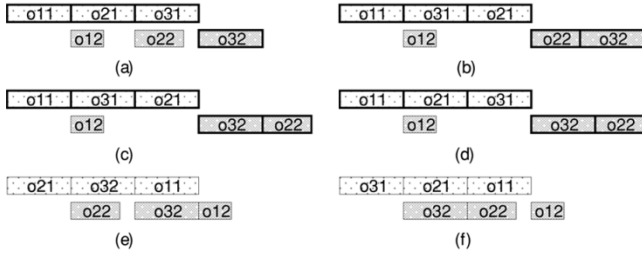 o11 o21 o31
o12 o22 o32
(a)
o11 o31 o21
o12 o22 o32
(b)
o11 o31 o21
o12 o32 o22
(c)
o11 o21 o31
o12 o32 o22
(d)
o21 o32 o11
o22 o32 o12
(e)
o31 o21 o11
o32 o22 o12
(f)